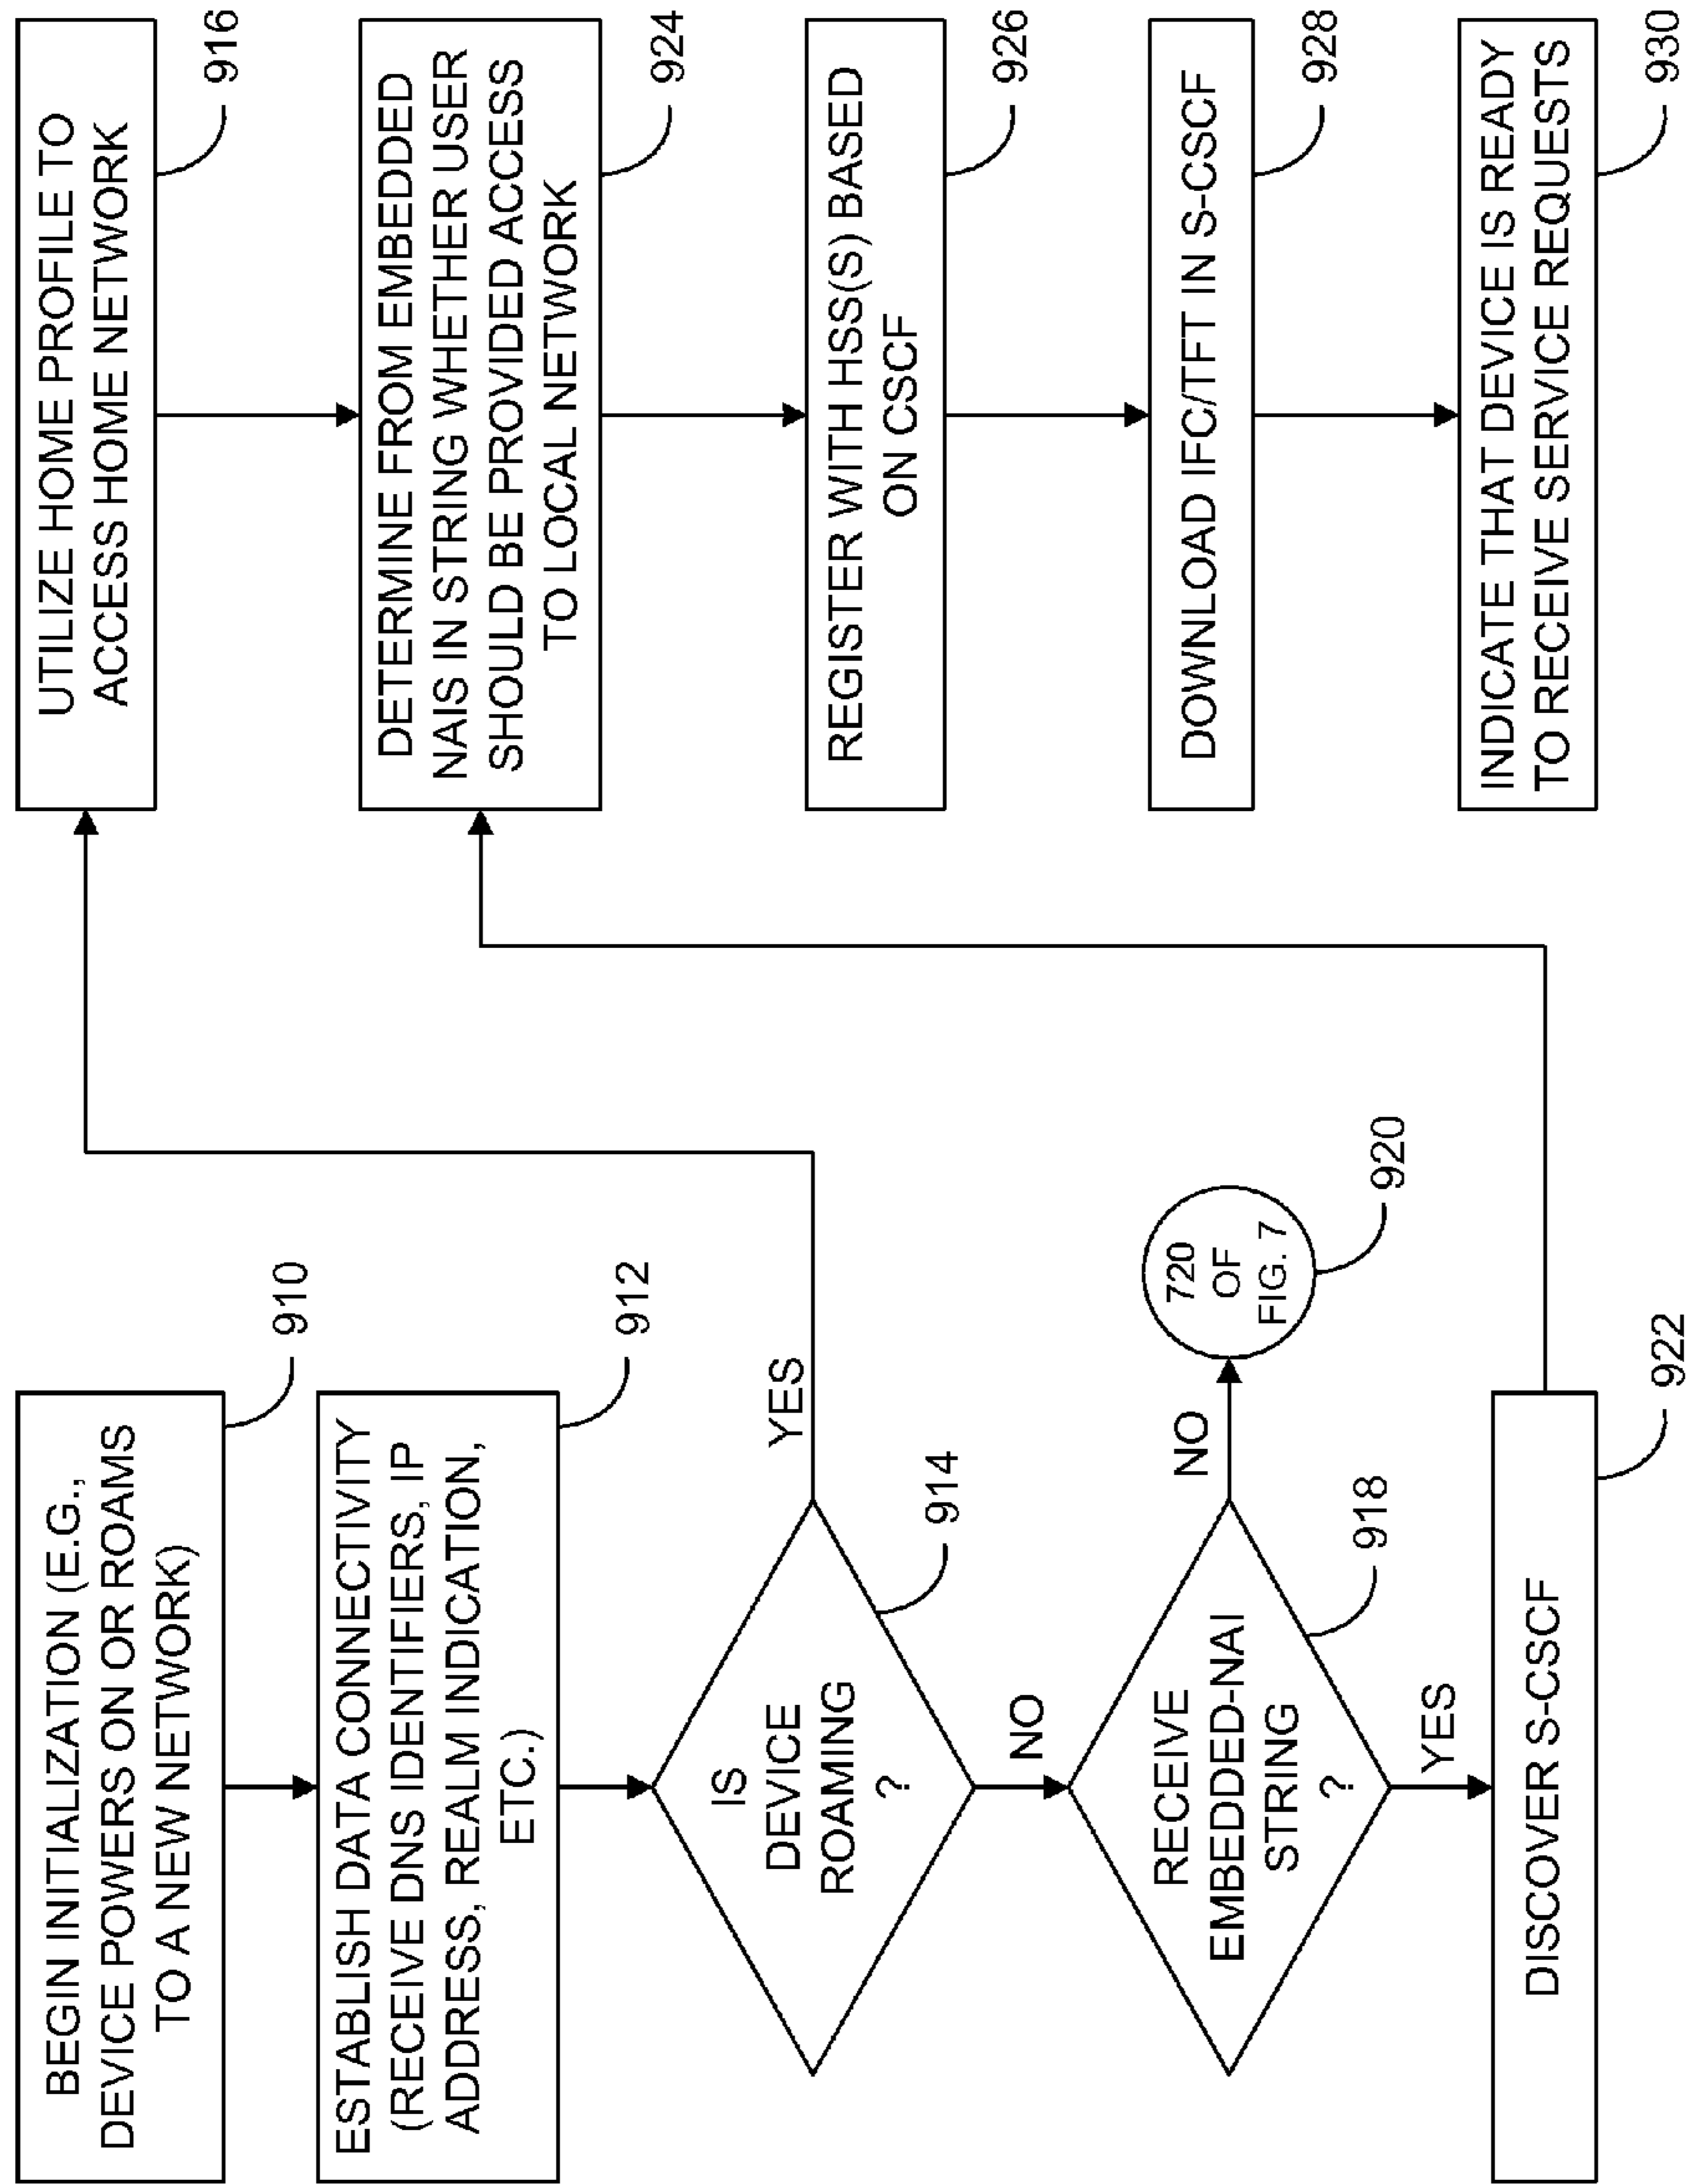 BEGIN INITIALIZATION (E.G.,
DEVICE POWERS ON OR ROAMS
TO A NEW NETWORK)
910
ESTABLISH DATA CONNECTIVITY
(RECEIVE DNS IDENTIFIERS, IP
ADDRESS, REALM INDICATION,
ETC.)
912
IS
DEVICE
ROAMING
?
914
YES
NO
RECEIVE
EMBEDDED-NAI
STRING
?
918
NO
720
OF
FIG. 7
920
YES
DISCOVER S-CSCF
922
UTILIZE HOME PROFILE TO
ACCESS HOME NETWORK
916
DETERMINE FROM EMBEDDED
NAIS IN STRING WHETHER USER
SHOULD BE PROVIDED ACCESS
TO LOCAL NETWORK
924
REGISTER WITH HSS(S) BASED
ON CSCF
926
DOWNLOAD IFC/TFT IN S-CSCF
928
INDICATE THAT DEVICE IS READY
TO RECEIVE SERVICE REQUESTS
930